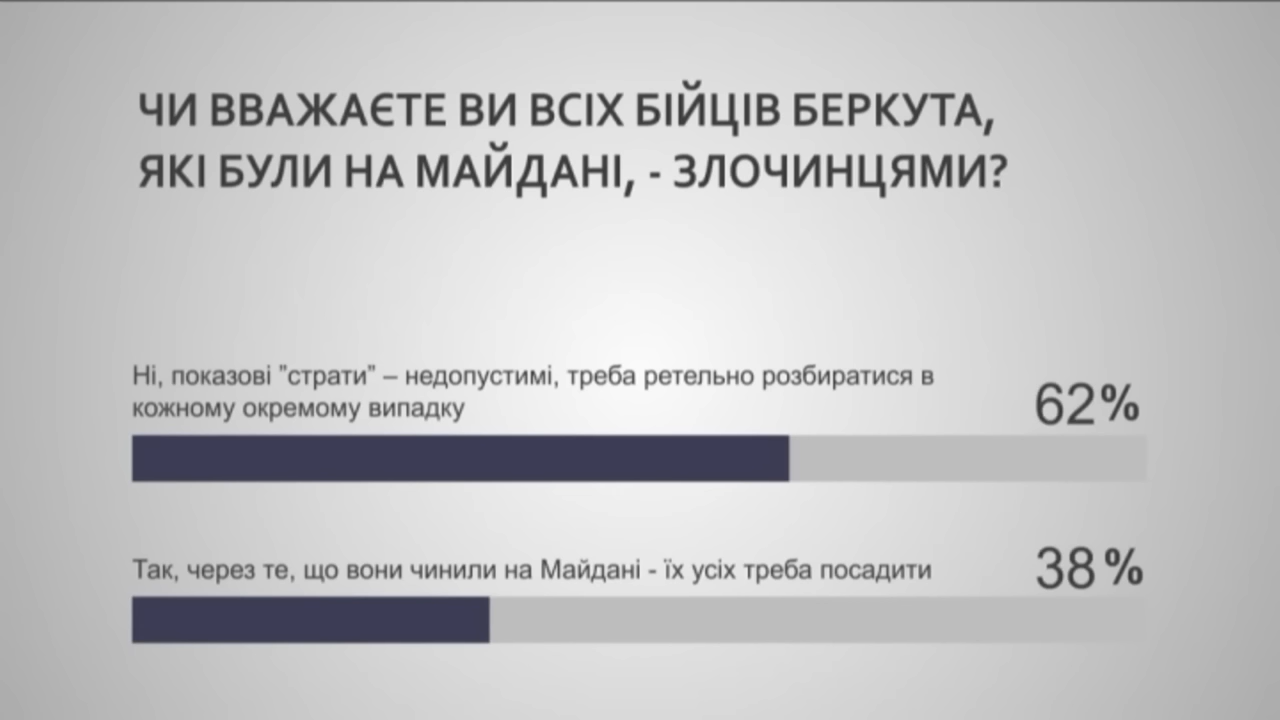 ЧИ ВВАЖАЄТЕ ВИ ВСІХ БІЙЦІВ БЕРКУТА,
ЯКІ БУЛИ НА МАЙДАНІ, - ЗЛОЧИНЦЯМИ?
Ні, показові "страти" – недопустимі, треба ретельно розбиратися в
кожному окремому випадку
62%
Так, через те, що вони чинили на Майдані - їх усіх треба посадити
38%